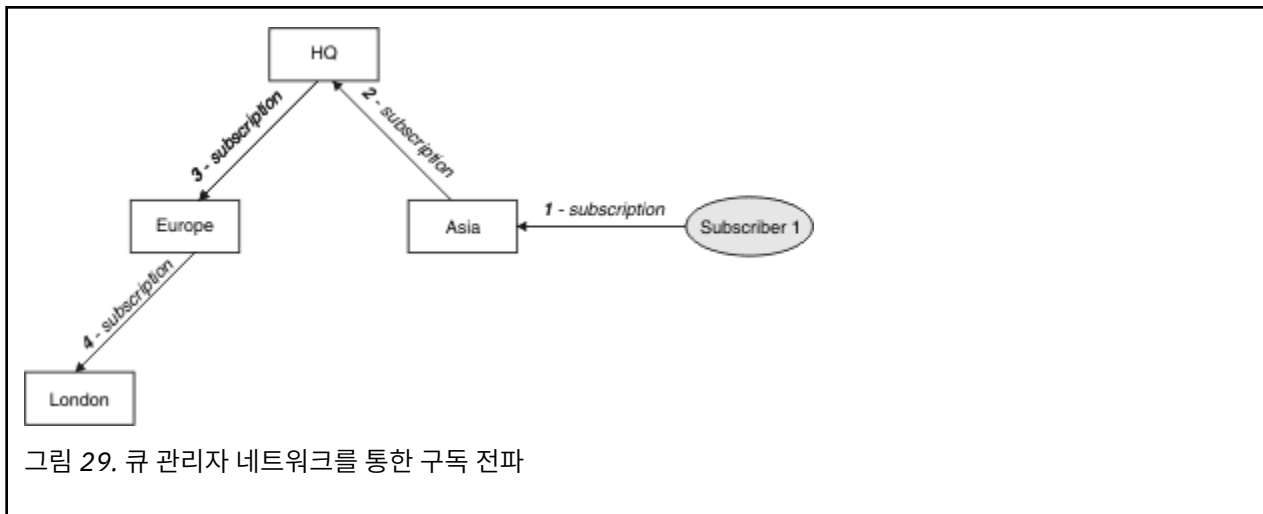 HQ
2 - subscription
3 - subscription
1 - subscription
Europe
Asia
Subscriber 1
4 - subscription
London
그림 29. 큐 관리자 네트워크를 통한 구독 전파